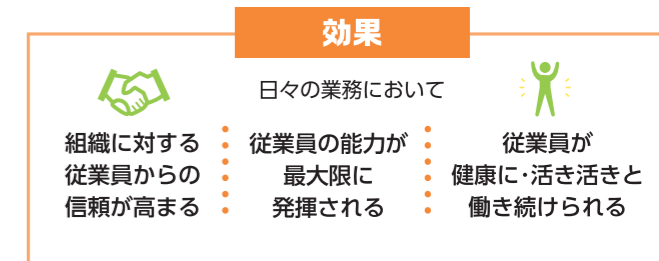 効果
日々の業務において
組織に対する
従業員からの
信頼が高まる
従業員の能力が
最大限に
発揮される
従業員が
健康に・活き活きと
働き続けられる